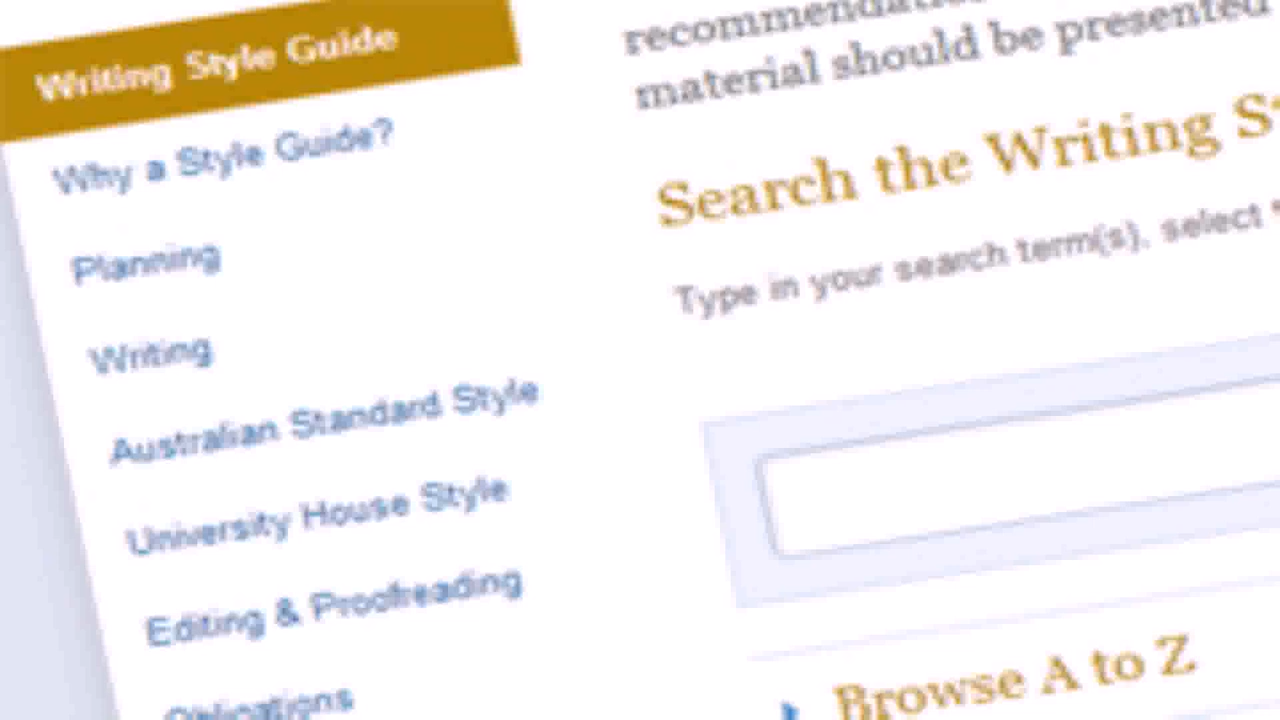 Writing Style Guide
Why a Style Guide?
Planning
Writing
Australian Standard Style
University House Style
Editing & Proofreading
Obligations
material should be presented
Search the Writing
Type in your search term(s), select
Browse A to Z